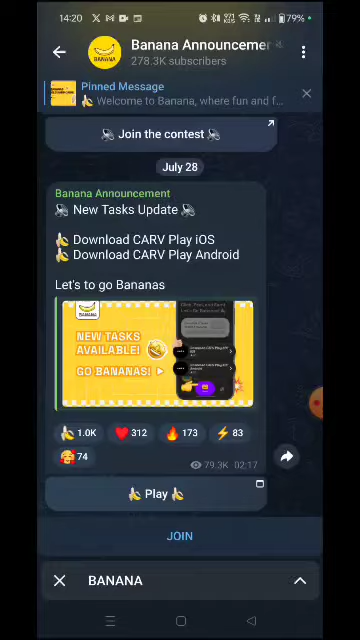 14:20
79%
Banana Announcemer
278.3K subscribers
Pinned Message
🍌 Welcome to Banana, where fun and f...
Join the contest
July 28
Banana Announcement
New Tasks Update
🍌 Download CARV Play iOS
🍌 Download CARV Play Android
Let's to go Bananas
BANANA
NEW TASKS
AVAILABLE!
GO BANANAS!
🍌 1.0K ❤️ 312 🔥 173 ⚡ 83
🥰 74
79.3K 02:17
🍌 Play 🍌
JOIN
BANANA